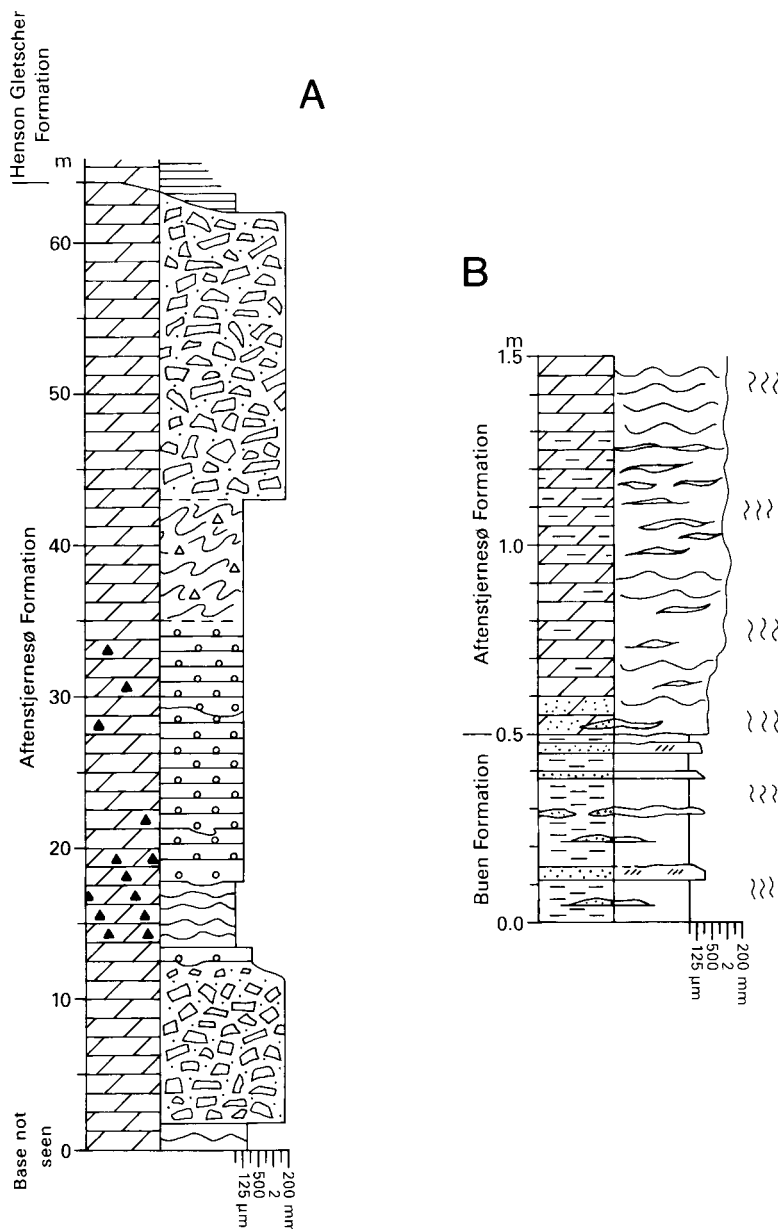 A
Henson Gletscher
Formation
m
60
50
40
30
20
10
0
Aftenstjernesø Formation
Base not
seen
125 µm
500
2
200 mm
B
m
1.5
1.0
0.5
0.0
Aftenstjernesø Formation
Buen Formation
125 µm
500
2
200 mm